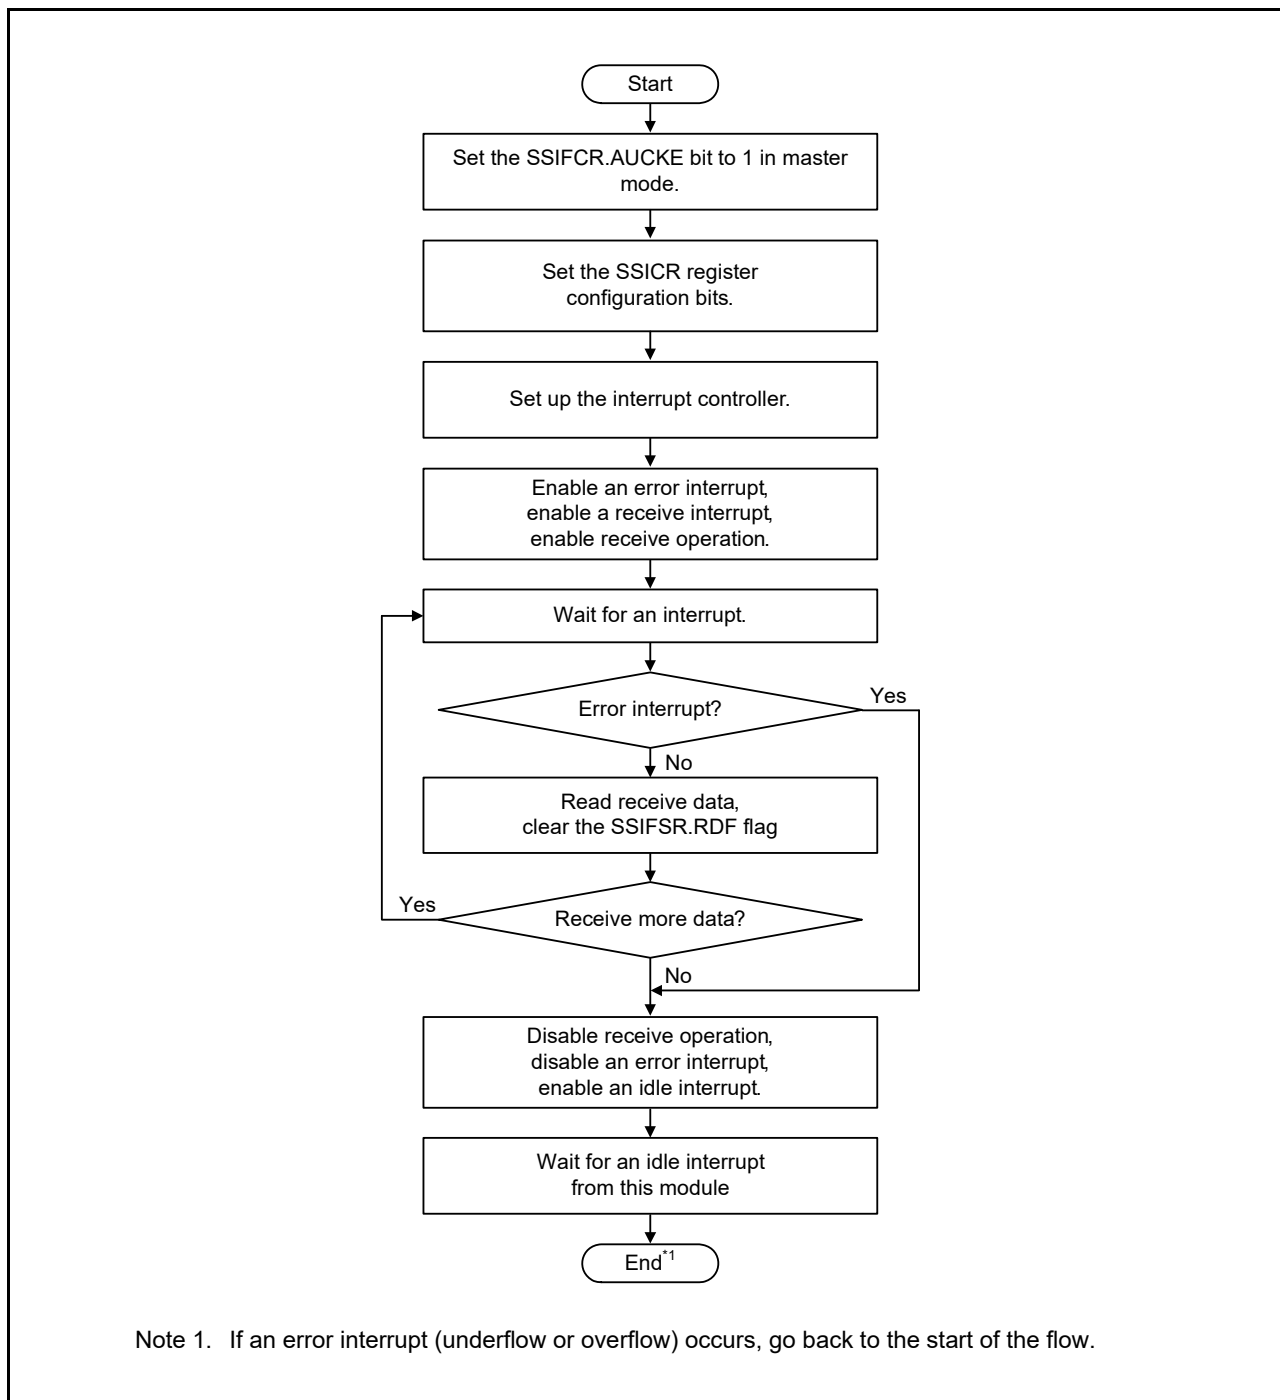 Start
Set the SSIFCR.AUCKE bit to 1 in master
mode.
Set the SSICR register
configuration bits.
Set up the interrupt controller.
Enable an error interrupt,
enable a receive interrupt,
enable receive operation.
Wait for an interrupt.
Error interrupt?
Yes
No
Read receive data,
clear the SSIFSR.RDF flag
Receive more data?
Yes
No
Disable receive operation,
disable an error interrupt,
enable an idle interrupt.
Wait for an idle interrupt
from this module
End*1
Note 1. If an error interrupt (underflow or overflow) occurs, go back to the start of the flow.